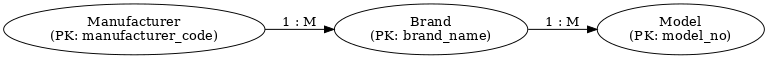 Manufacturer
(PK: manufacturer_code)
1 : M
Brand
(PK: brand_name)
1 : M
Model
(PK: model_no)